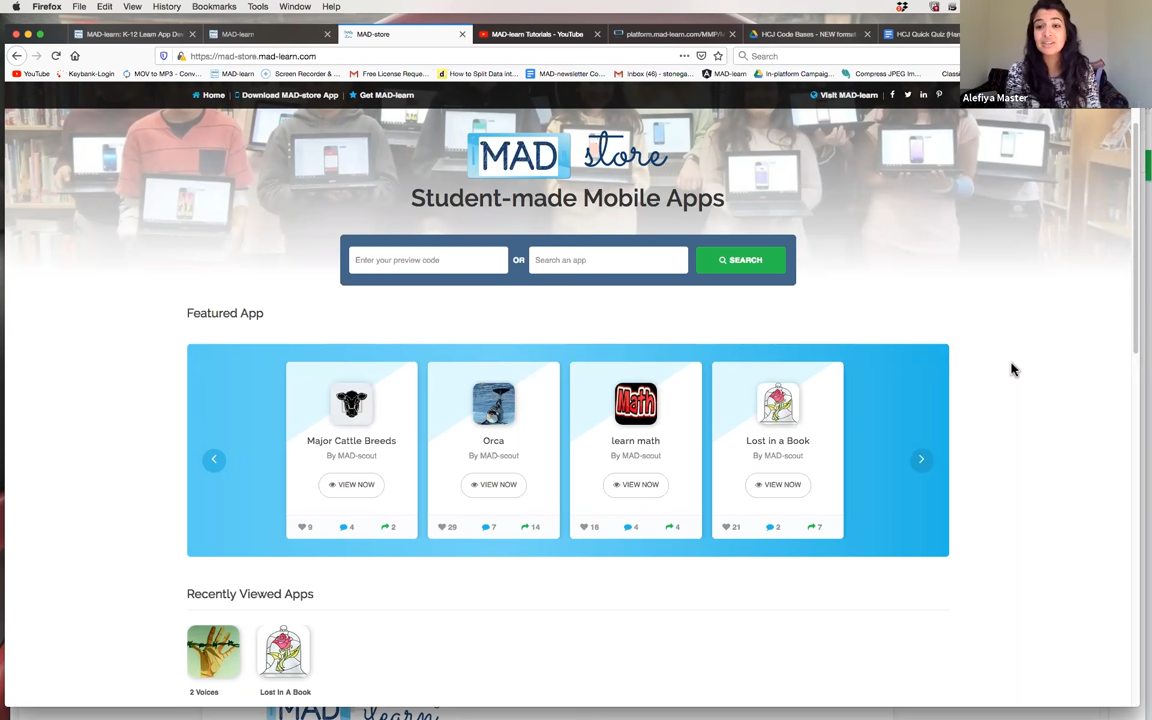 Firefox File Edit View History Bookmarks Tools Window Help
MAD-learn: K-12 Learn App Dev
MAD-learn
MAD-store
MAD-learn Tutorials - YouTube
platform.mad-learn.com/MMF/
HCJ Code Bases - NEW format
HCJ Quick Quiz (Han
https://mad-store.mad-learn.com
Search
YouTube Keybank-Login MOV to MP3 - Conv... MAD-learn Screen Recorder &... Free License Reque... How to Split Data int... MAD-newsletter Co... Inbox (46) - stonega... MAD-learn In-platform Campaig... Compress JPEG Im... Classi
Alefiya Master
Home Download MAD-store App Get MAD-learn Visit MAD-learn
MAD store
Student-made Mobile Apps
Enter your preview code OR Search an app SEARCH
Featured App
Major Cattle Breeds
By MAD-scout
VIEW NOW
9 4 2
Orca
By MAD-scout
VIEW NOW
29 7 14
Math
learn math
By MAD-scout
VIEW NOW
16 4 4
Lost in a Book
By MAD-scout
VIEW NOW
21 2 7
Recently Viewed Apps
2 Voices
Lost In A Book
MAD learn